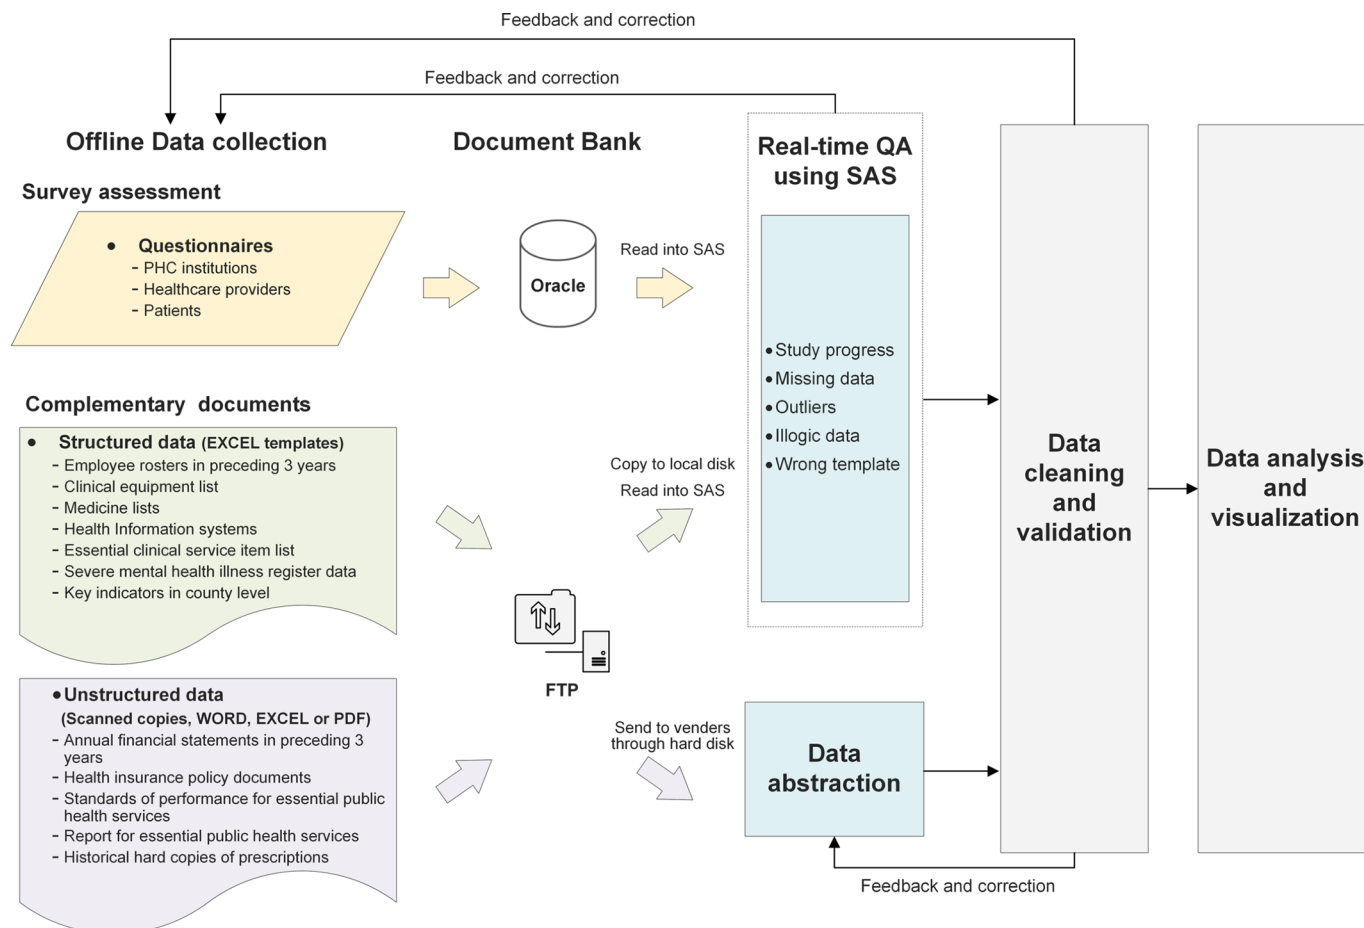 Feedback and correction
Feedback and correction
Offline Data collection
Document Bank
Real-time QA
using SAS
Survey assessment
● Questionnaires
- PHC institutions
- Healthcare providers
- Patients
Oracle
Read into SAS
● Study progress
● Missing data
● Outliers
● Illogic data
● Wrong template
Complementary documents
● Structured data (EXCEL templates)
- Employee rosters in preceding 3 years
- Clinical equipment list
- Medicine lists
- Health Information systems
- Essential clinical service item list
- Severe mental health illness register data
- Key indicators in county level
Copy to local disk
Read into SAS
FTP
Data
cleaning
and
validation
Data analysis
and
visualization
● Unstructured data
(Scanned copies, WORD, EXCEL or PDF)
- Annual financial statements in preceding 3
years
- Health insurance policy documents
- Standards of performance for essential public
health services
- Report for essential public health services
- Historical hard copies of prescriptions
Send to venders
through hard disk
Data
abstraction
Feedback and correction